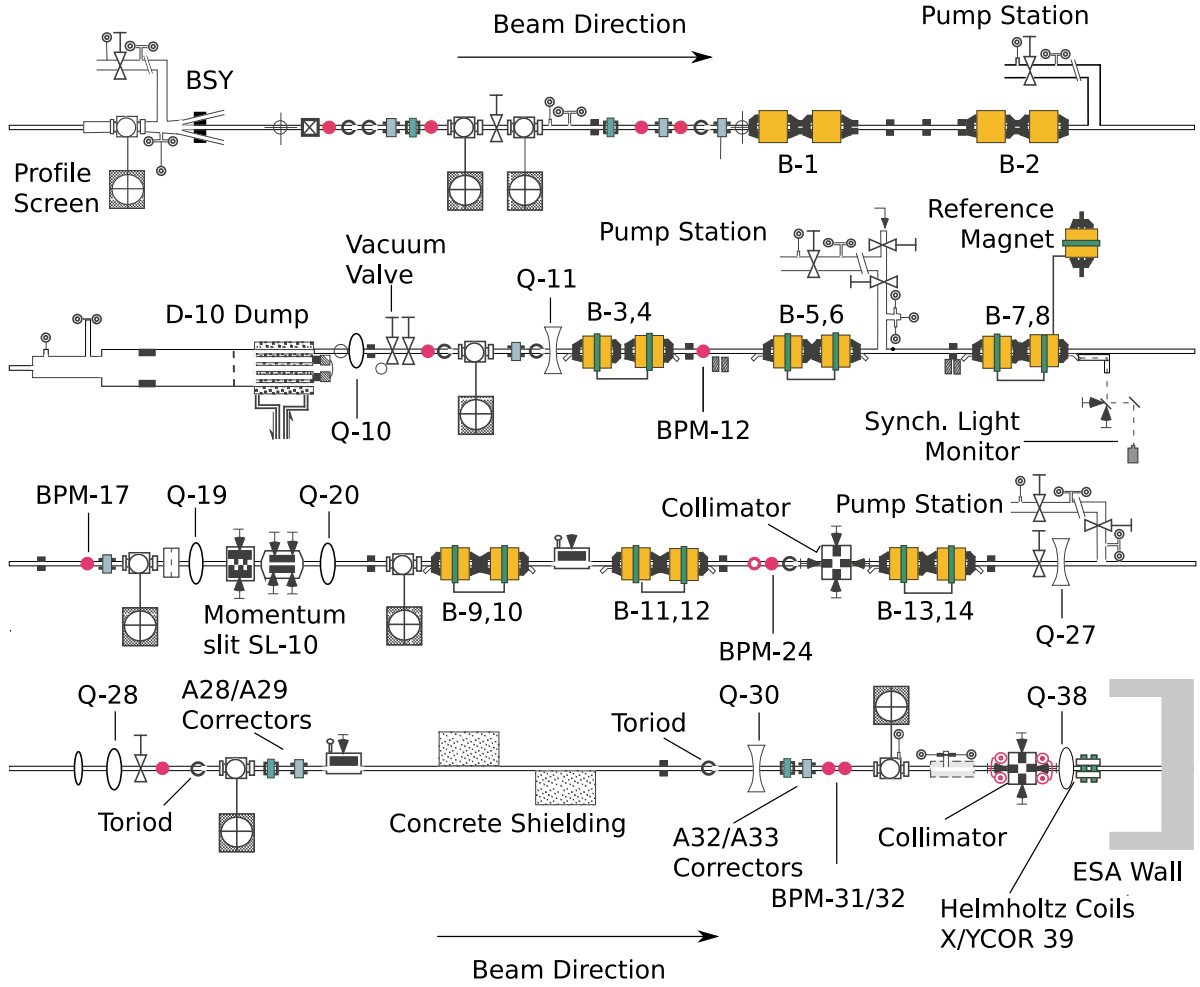 Beam Direction
Pump Station
BSY
Profile
Screen
B-1
B-2
Pump Station
Reference
Magnet
Vacuum
Valve
Q-11
D-10 Dump
B-3,4
B-5,6
B-7,8
Q-10
BPM-12
Synch. Light
Monitor
BPM-17
Q-19
Q-20
Collimator
Pump Station
Momentum
slit SL-10
B-9,10
B-11,12
B-13,14
BPM-24
Q-27
Q-28
A28/A29
Correctors
Toriod
Q-30
Q-38
Toriod
Concrete Shielding
A32/A33
Correctors
BPM-31/32
Collimator
ESA Wall
Helmholtz Coils
X/YCOR 39
Beam Direction